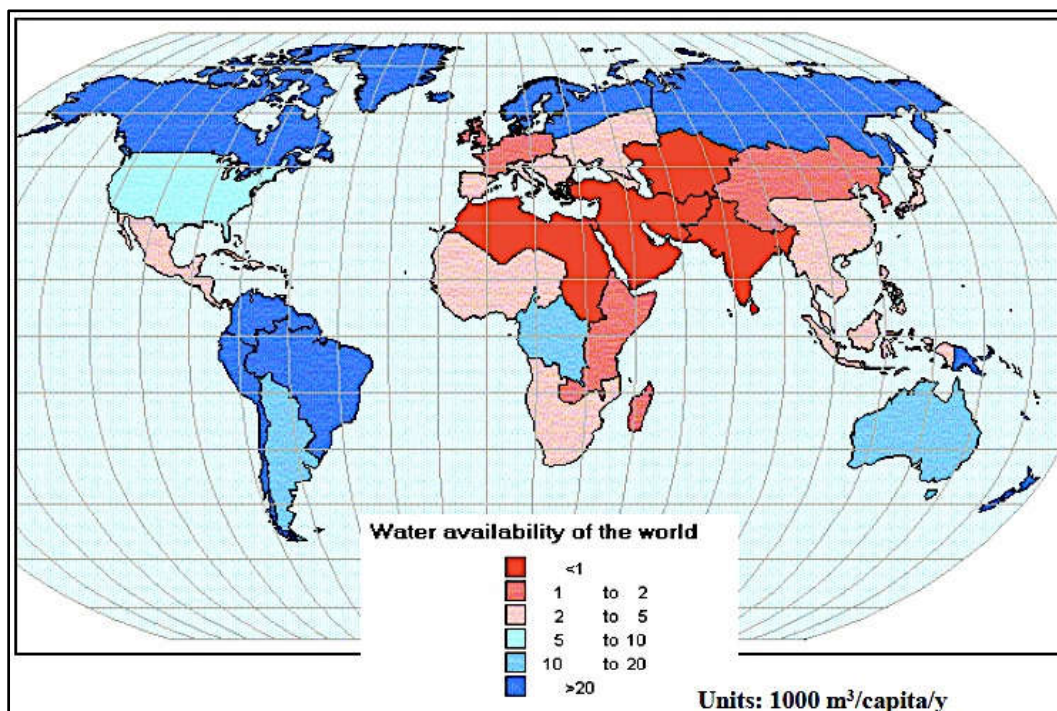 Water availability of the world
<1
1 to 2
2 to 5
5 to 10
10 to 20
>20
Units: 1000 m³/capita/y